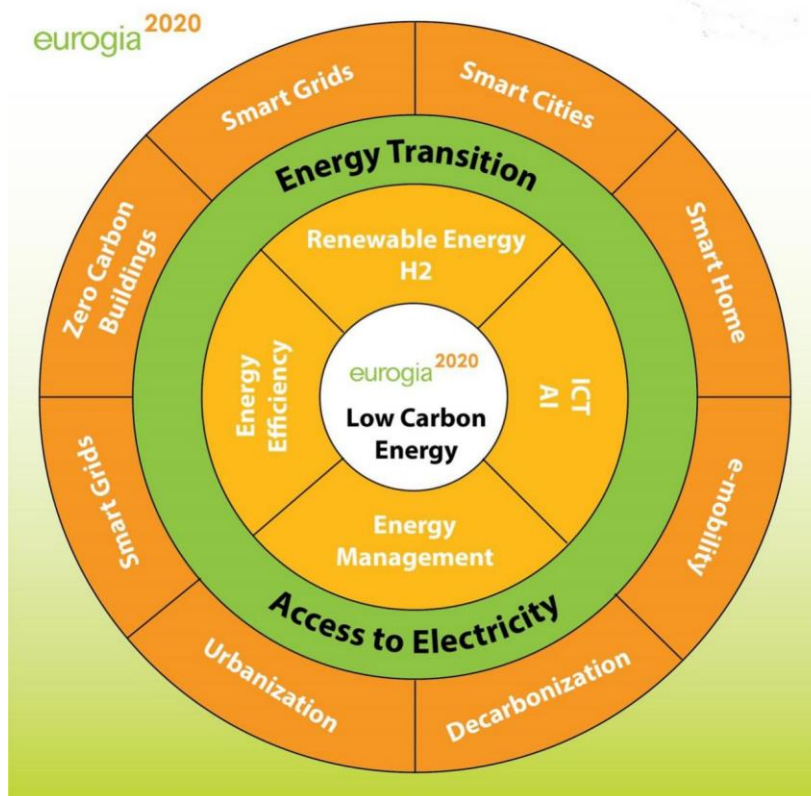 eurogia2020
Smart Grids
Smart Cities
Energy Transition
Zero Carbon
Buildings
Smart Home
Renewable Energy
H2
Energy
Efficiency
eurogia2020
Low Carbon
Energy
ICT
AI
Smart Grids
Energy
Management
e-mobility
Access to Electricity
Urbanization
Decarbonization